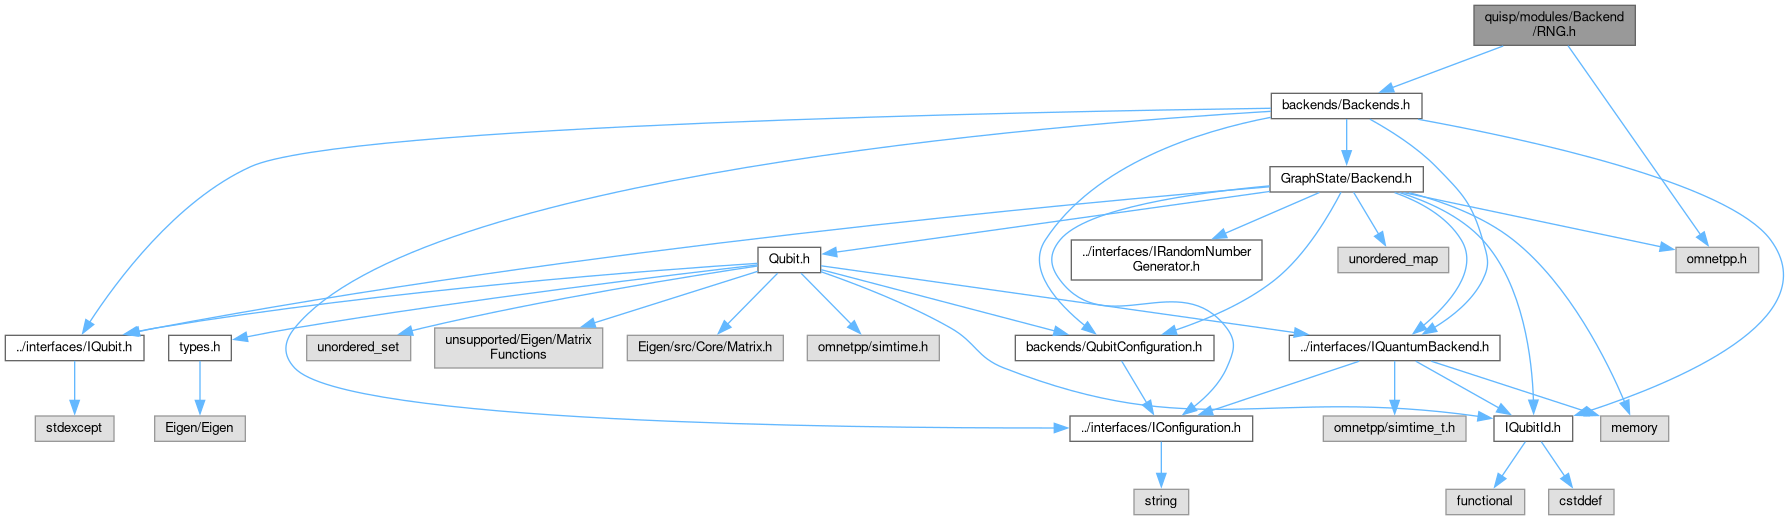 quisp/modules/Backend
/RNG.h
backends/Backends.h
GraphState/Backend.h
Qubit.h
../interfaces/IRandomNumber
Generator.h
unordered_map
omnetpp.h
../interfaces/IQubit.h
types.h
unordered_set
unsupported/Eigen/Matrix
Functions
Eigen/src/Core/Matrix.h
omnetpp/simtime.h
backends/QubitConfiguration.h
../interfaces/IQuantumBackend.h
stdexcept
Eigen/Eigen
../interfaces/IConfiguration.h
omnetpp/simtime_t.h
IQubitId.h
memory
string
functional
cstddef